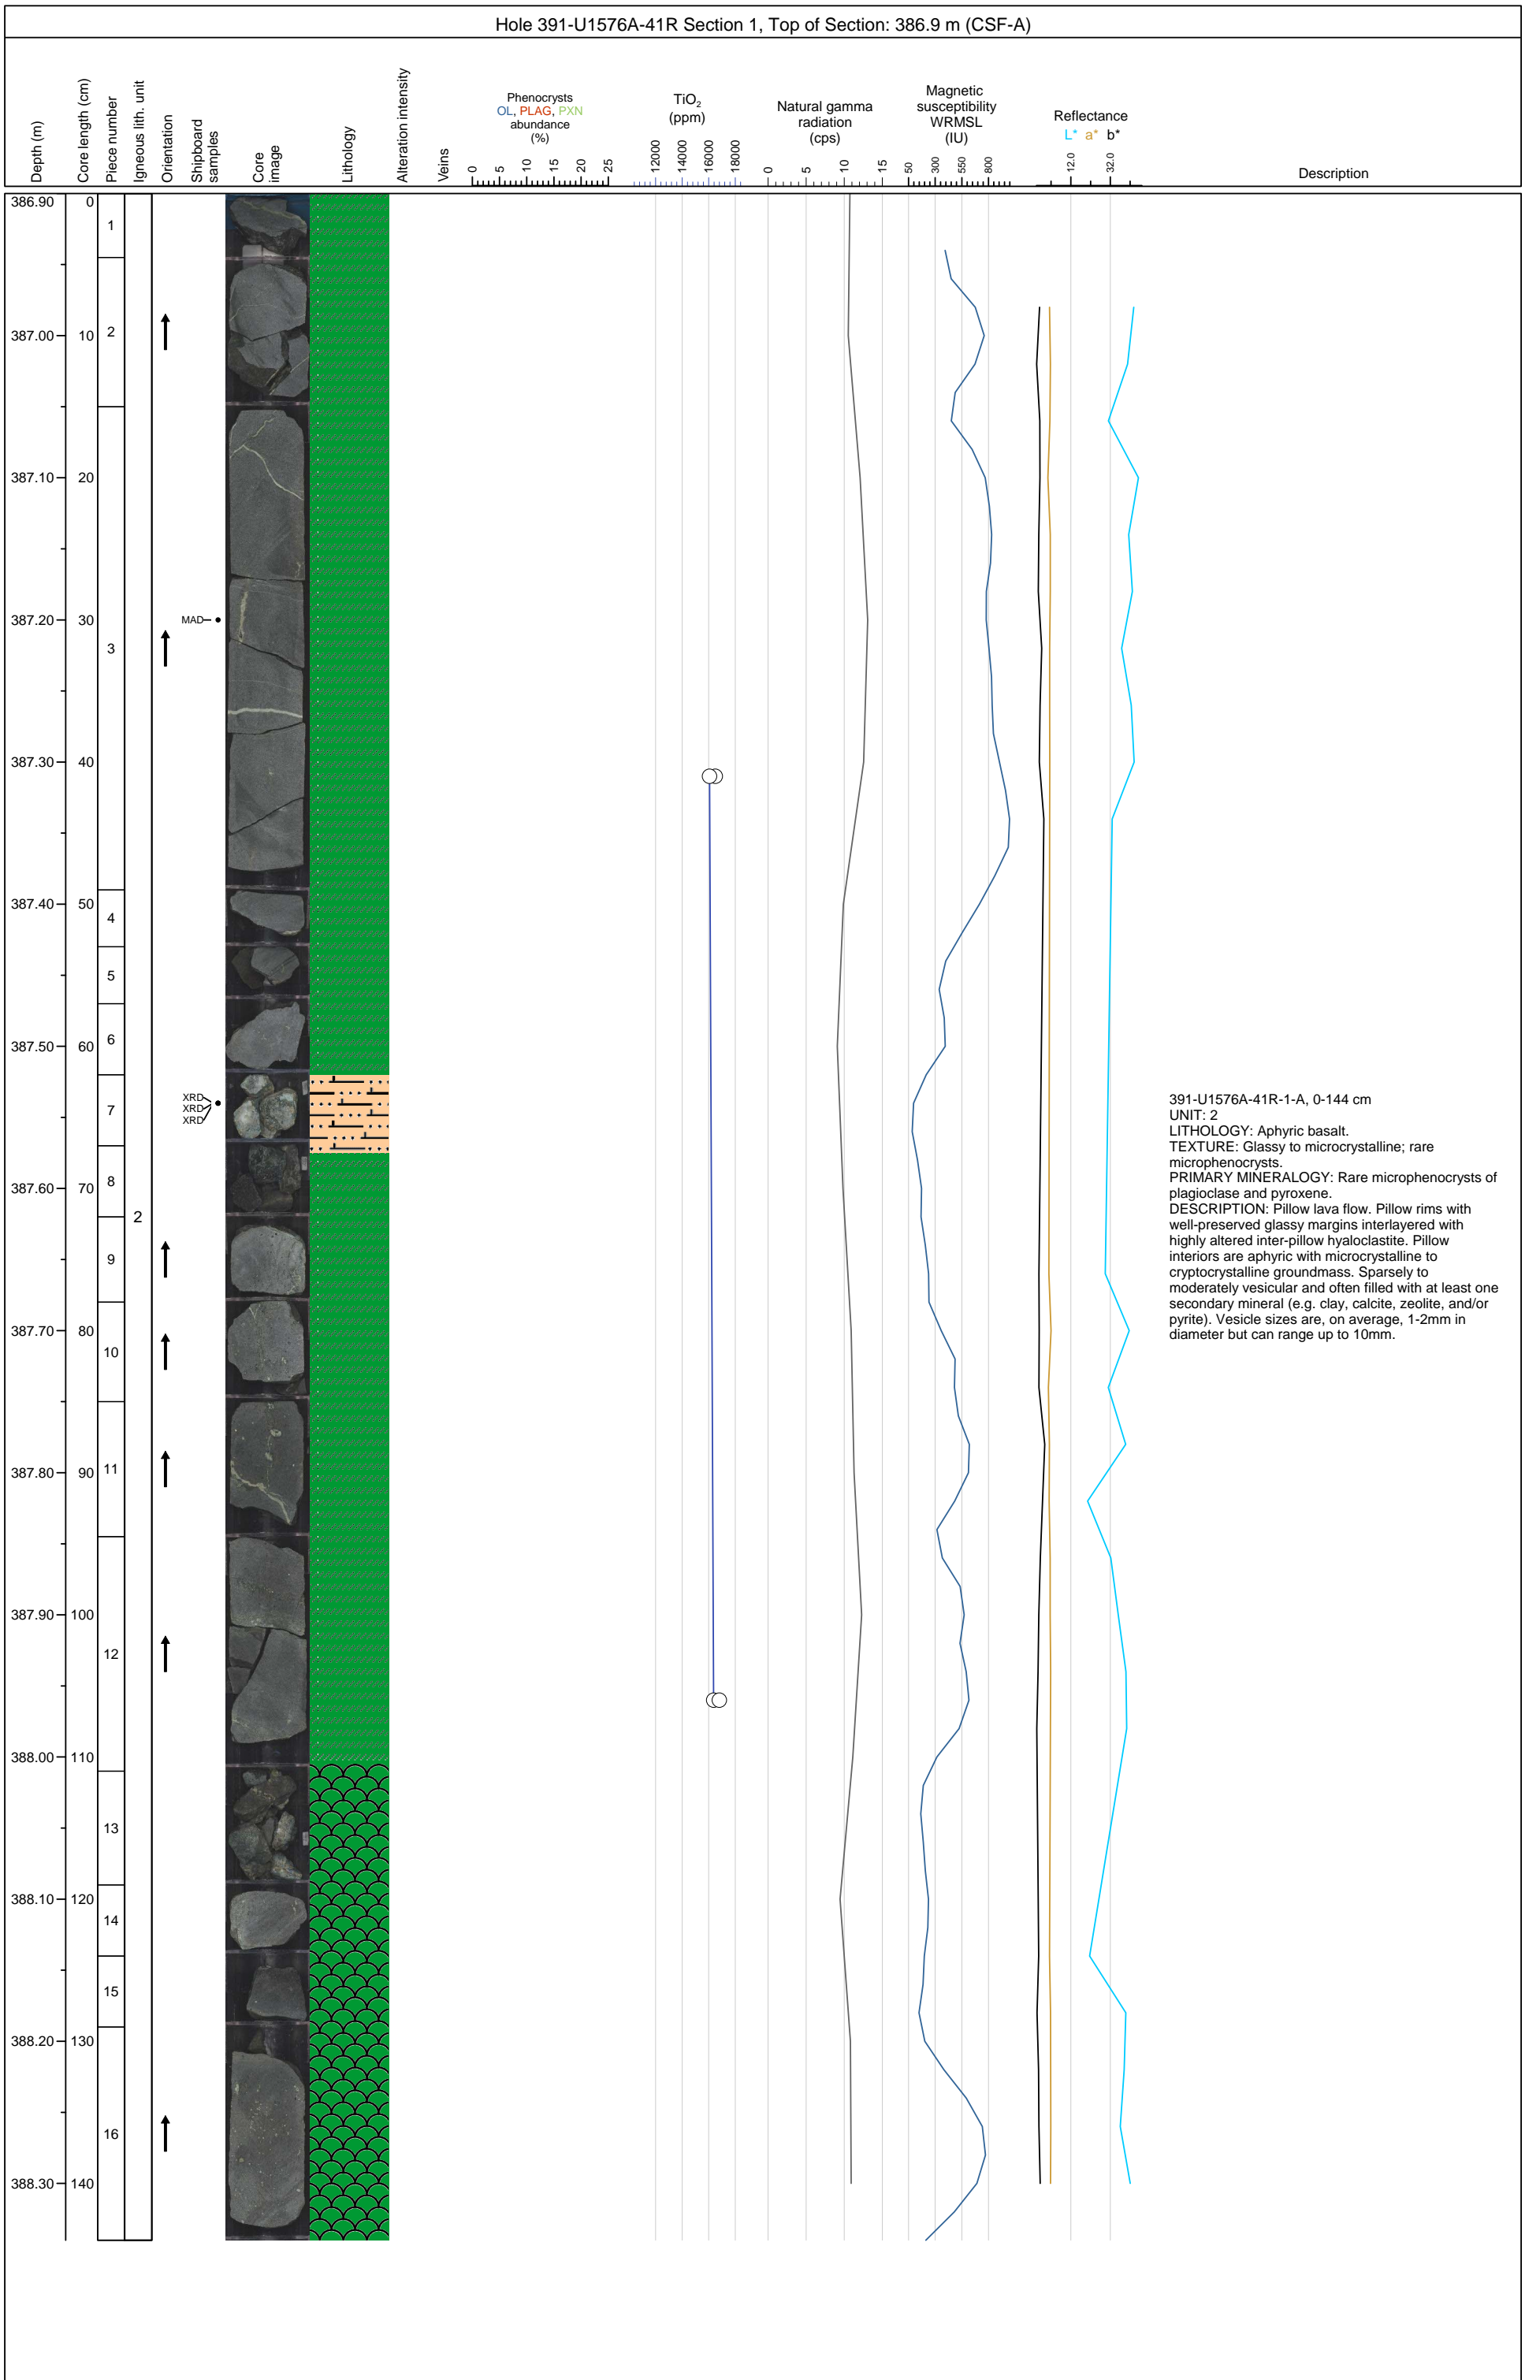 Hole 391-U1576A-41R Section 1, Top of Section: 386.9 m (CSF-A)
Depth (m)
Core length (cm)
Piece number
Igneous lith. unit
Orientation
Shipboard
samples
Core
image
Lithology
Alteration intensity
Veins
Phenocrysts
OL, PLAG, PXN
abundance
(%)
0 5 10 15 20 25
TiO₂
(ppm)
12000 14000 16000 18000
Natural gamma
radiation
(cps)
0 5 10 15
Magnetic
susceptibility
WRMSL
(IU)
50 300 550 800
Reflectance
L* a* b*
12.0 32.0
Description
386.90 0
1
387.00 10 2
387.10 20
387.20 30
MAD
3
387.30 40
387.40 50
4
5
387.50 60 6
XRD
XRD
XRD
7
387.60 70 8
2
9
387.70 80
10
387.80 90 11
387.90 100
12
388.00 110
13
388.10 120
14
15
388.20 130
16
388.30 140
391-U1576A-41R-1-A, 0-144 cm
UNIT: 2
LITHOLOGY: Aphyric basalt.
TEXTURE: Glassy to microcrystalline; rare
microphenocrysts.
PRIMARY MINERALOGY: Rare microphenocrysts of
plagioclase and pyroxene.
DESCRIPTION: Pillow lava flow. Pillow rims with
well-preserved glassy margins interlayered with
highly altered inter-pillow hyaloclastite. Pillow
interiors are aphyric with microcrystalline to
cryptocrystalline groundmass. Sparsely to
moderately vesicular and often filled with at least one
secondary mineral (e.g. clay, calcite, zeolite, and/or
pyrite). Vesicle sizes are, on average, 1-2mm in
diameter but can range up to 10mm.